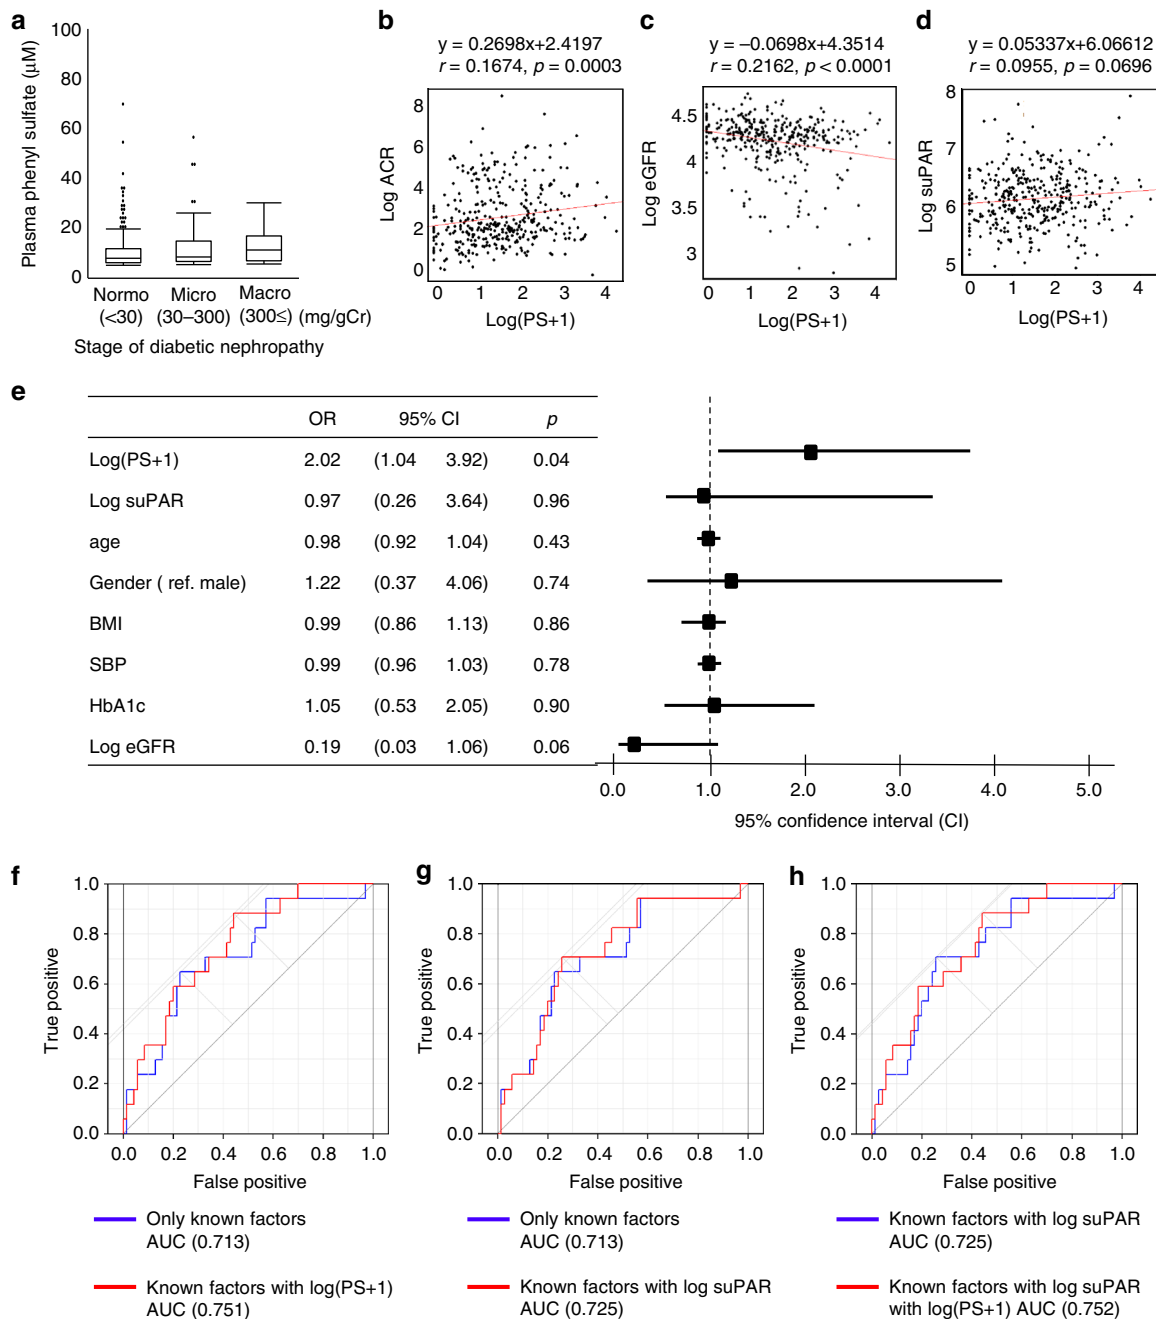 a
Plasma phenyl sulfate (μM)
100
80
60
40
20
0
Normo Micro Macro
(<30) (30–300) (300≤) (mg/gCr)
Stage of diabetic nephropathy
b
y = 0.2698x+2.4197
r = 0.1674, p = 0.0003
Log ACR
8
6
4
2
0
0 1 2 3 4
Log(PS+1)
c
y = –0.0698x+4.3514
r = 0.2162, p < 0.0001
Log eGFR
4.5
4
3.5
3
0 1 2 3 4
Log(PS+1)
d
y = 0.05337x+6.06612
r = 0.0955, p = 0.0696
Log suPAR
8
7
6
5
0 1 2 3 4
Log(PS+1)
e
OR 95% CI p
Log(PS+1) 2.02 (1.04 3.92) 0.04
Log suPAR 0.97 (0.26 3.64) 0.96
age 0.98 (0.92 1.04) 0.43
Gender ( ref. male) 1.22 (0.37 4.06) 0.74
BMI 0.99 (0.86 1.13) 0.86
SBP 0.99 (0.96 1.03) 0.78
HbA1c 1.05 (0.53 2.05) 0.90
Log eGFR 0.19 (0.03 1.06) 0.06
0.0 1.0 2.0 3.0 4.0 5.0
95% confidence interval (CI)
f
True positive
1.0
0.8
0.6
0.4
0.2
0.0
0.0 0.2 0.4 0.6 0.8 1.0
False positive
Only known factors
AUC (0.713)
Known factors with log(PS+1)
AUC (0.751)
g
True positive
1.0
0.8
0.6
0.4
0.2
0.0
0.0 0.2 0.4 0.6 0.8 1.0
False positive
Only known factors
AUC (0.713)
Known factors with log suPAR
AUC (0.725)
h
True positive
1.0
0.8
0.6
0.4
0.2
0.0
0.0 0.2 0.4 0.6 0.8 1.0
False positive
Known factors with log suPAR
AUC (0.725)
Known factors with log suPAR
with log(PS+1) AUC (0.752)